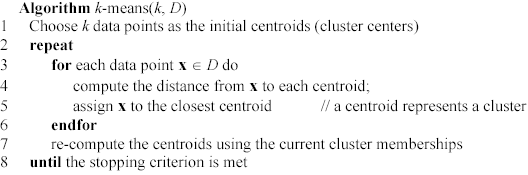 Algorithm k-means(k, D)
1 Choose k data points as the initial centroids (cluster centers)
2 repeat
3 for each data point x ∈ D do
4 compute the distance from x to each centroid;
5 assign x to the closest centroid // a centroid represents a cluster
6 endfor
7 re-compute the centroids using the current cluster memberships
8 until the stopping criterion is met